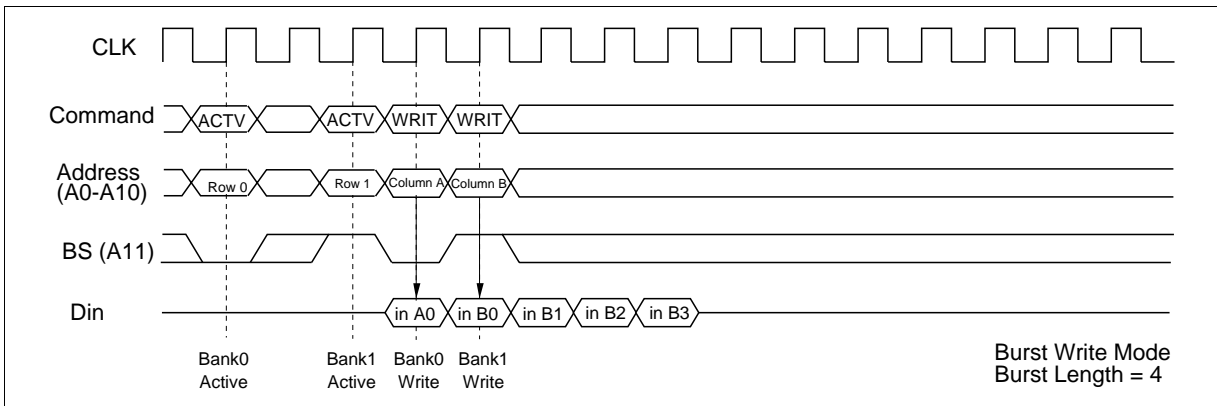 CLK
Command
ACTV
ACTV
WRIT
WRIT
Address
(A0-A10)
Row 0
Row 1
Column A
Column B
BS (A11)
Din
in A0
in B0
in B1
in B2
in B3
Bank0
Active
Bank1
Active
Bank0
Write
Bank1
Write
Burst Write Mode
Burst Length = 4